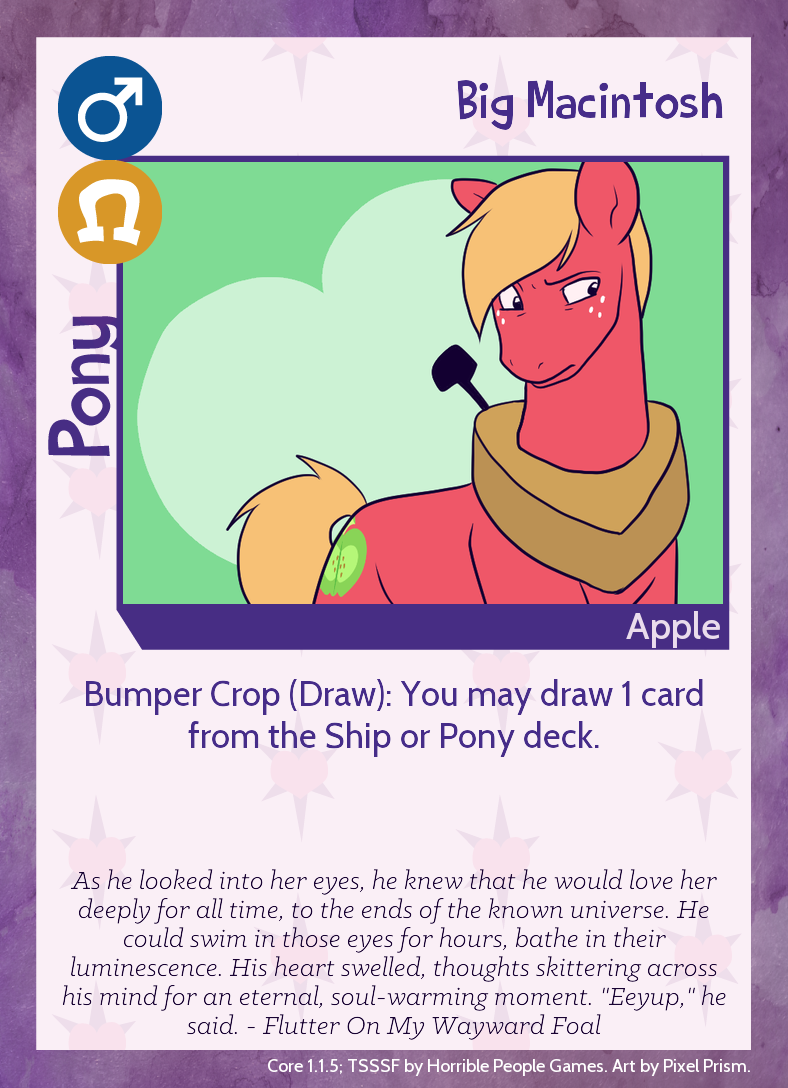 Big Macintosh
Pony
Apple
Bumper Crop (Draw): You may draw 1 card
from the Ship or Pony deck.
As he looked into her eyes, he knew that he would love her
deeply for all time, to the ends of the known universe. He
could swim in those eyes for hours, bathe in their
luminescence. His heart swelled, thoughts skittering across
his mind for an eternal, soul-warming moment. "Eeyup," he
said. - Flutter On My Wayward Foal
Core 1.1.5; TSSSF by Horrible People Games. Art by Pixel Prism.